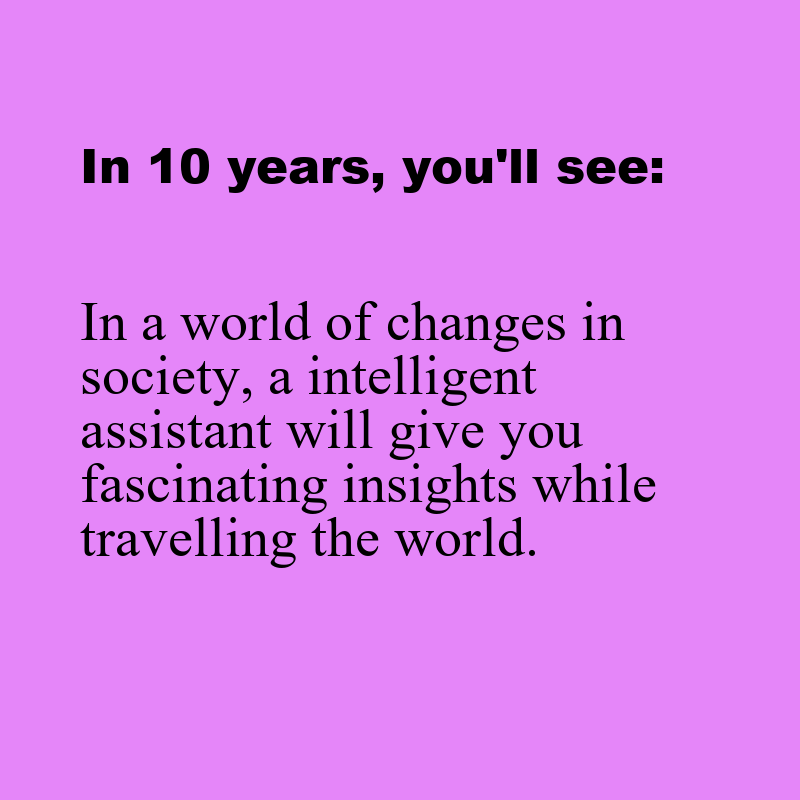 In 10 years, you'll see:
In a world of changes in
society, a intelligent
assistant will give you
fascinating insights while
travelling the world.